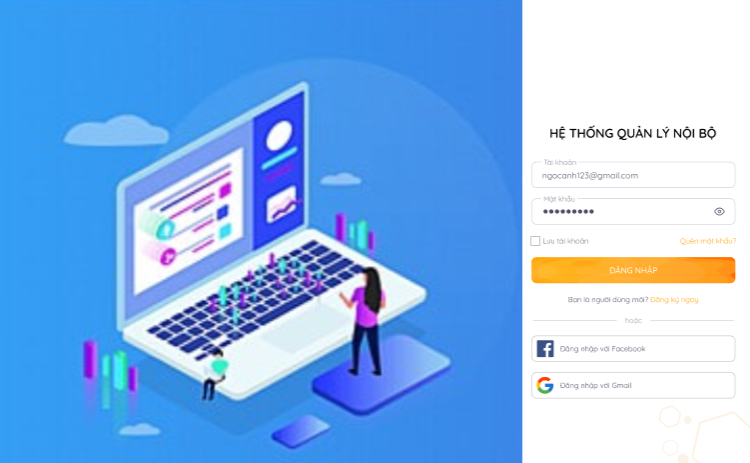 HỆ THỐNG QUẢN LÝ NỘI BỘ
Tài khoản
ngocanh123@gmail.com
Mật khẩu
•••••••••
Lưu tài khoản
Quên mật khẩu?
ĐĂNG NHẬP
Bạn là người dùng mới? Đăng ký ngay
hoặc
Đăng nhập với Facebook
Đăng nhập với Gmail